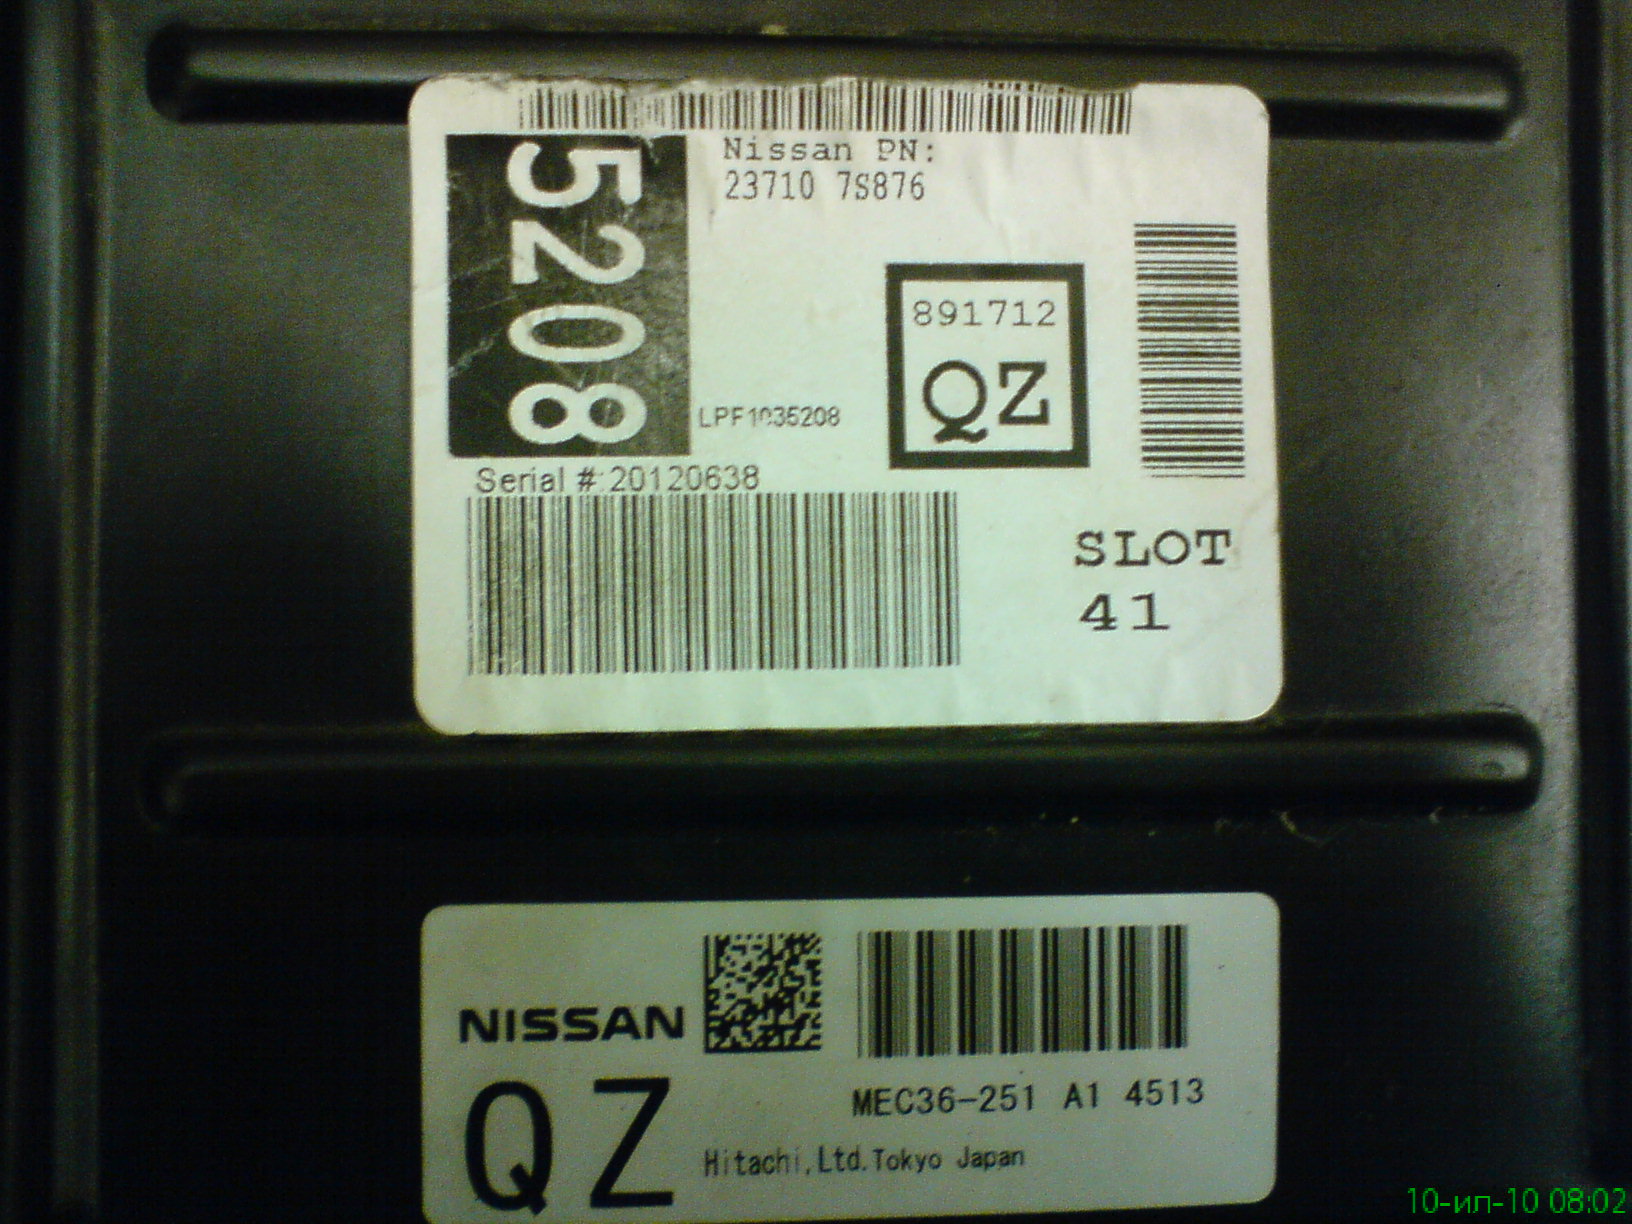 5208
Nissan PN:
23710 7S876
891712
QZ
LPF1035208
Serial #:20120638
SLOT
41
NISSAN
QZ
MEC36-251 A1 4513
Hitachi,Ltd.Tokyo Japan
10-ил-10 08:02